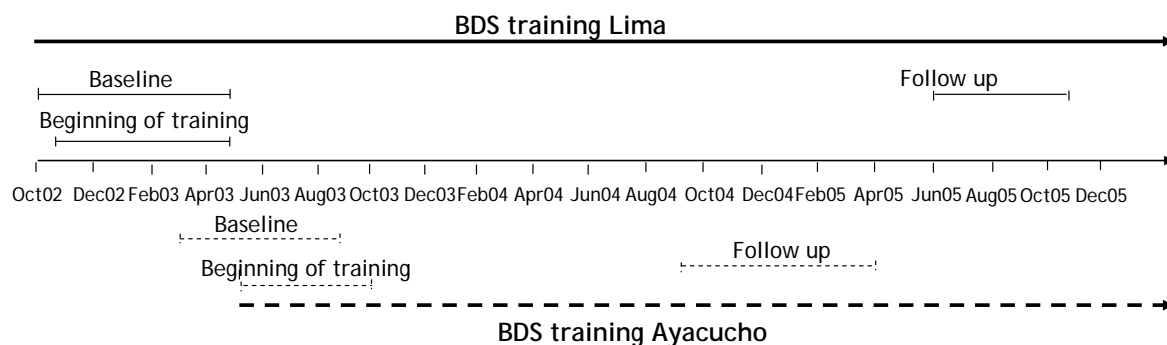 BDS training Lima
Baseline
Follow up
Beginning of training
Oct02 Dec02 Feb03 Apr03 Jun03 Aug03 Oct03 Dec03 Feb04 Apr04 Jun04 Aug04 Oct04 Dec04 Feb05 Apr05 Jun05 Aug05 Oct05 Dec05
Baseline
Follow up
Beginning of training
BDS training Ayacucho